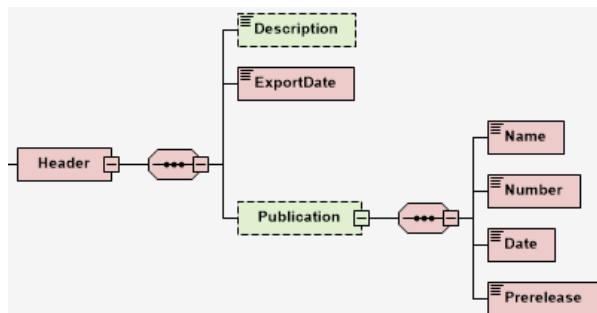 Description
ExportDate
Header
Publication
Name
Number
Date
Prerelease